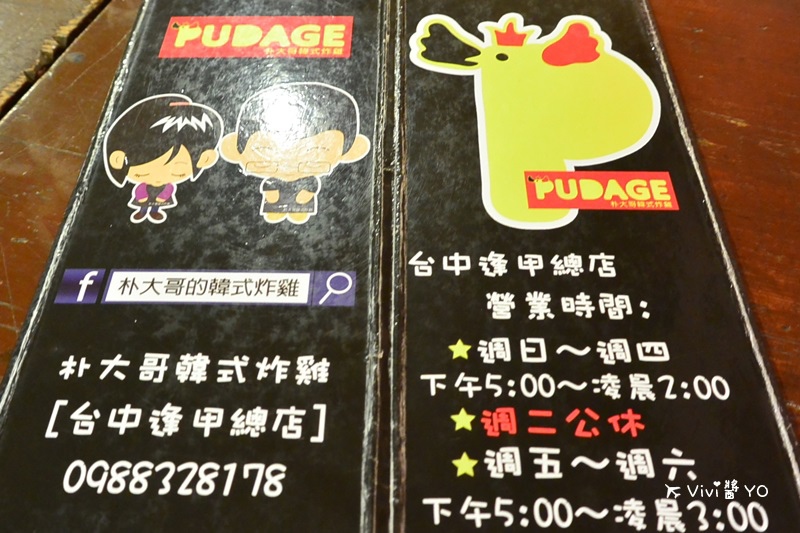 PUDAGE
朴大哥韓式炸雞
f 朴大哥的韓式炸雞
朴大哥韓式炸雞
[台中逢甲總店]
0988328178
PUDAGE
朴大哥韓式炸雞
台中逢甲總店
營業時間:
週日~週四
下午5:00~凌晨2:00
週二公休
週五~週六
下午5:00~凌晨3:00
Vivi醬YO